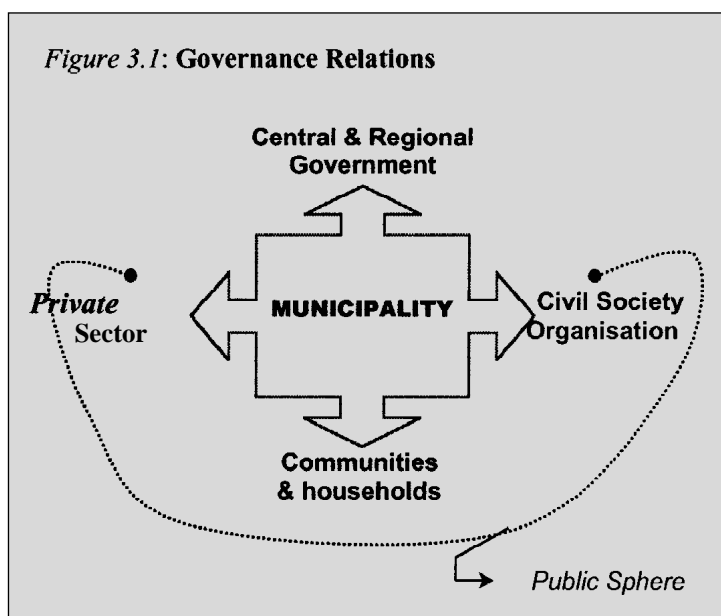 Figure 3.1: Governance Relations
Central & Regional
Government
Private
Sector
MUNICIPALITY
Civil Society
Organisation
Communities
& households
Public Sphere